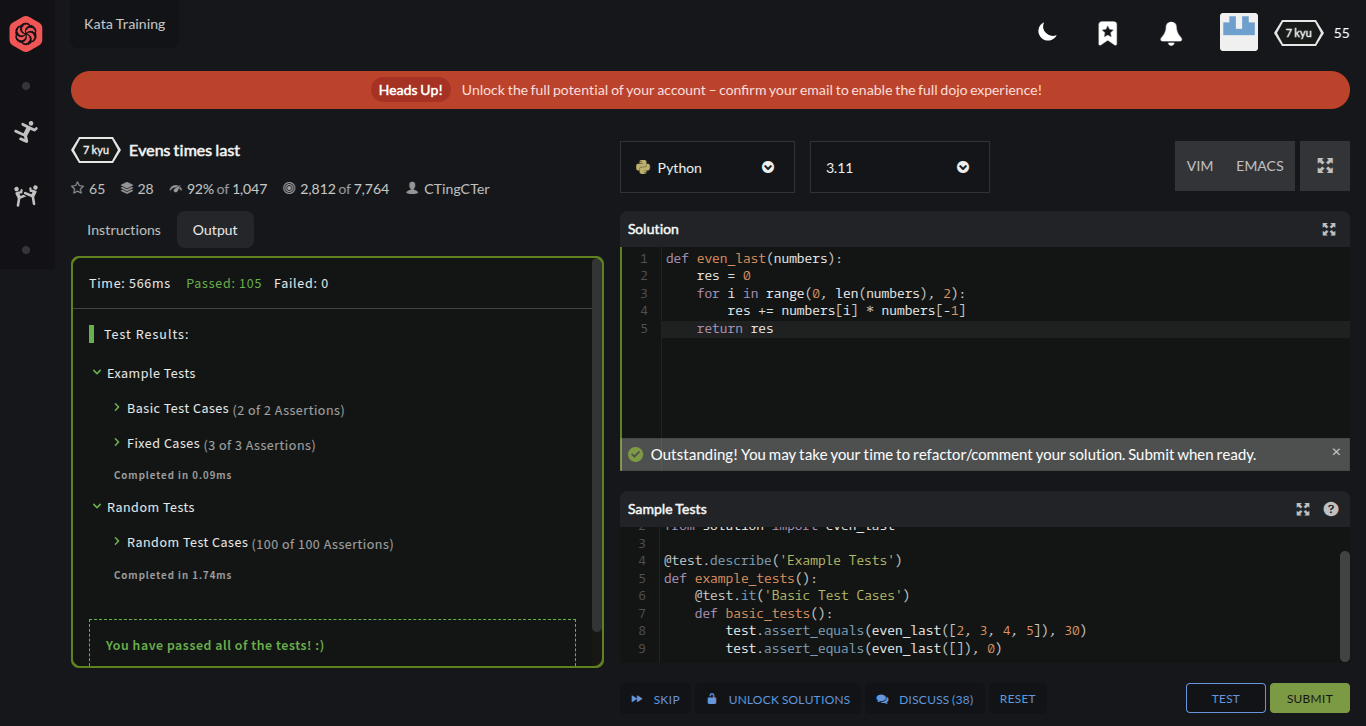 Kata Training
7 kyu 55
Heads Up! Unlock the full potential of your account – confirm your email to enable the full dojo experience!
7 kyu Evens times last
65 28 92% of 1,047 2,812 of 7,764 CTingCTer
Instructions Output
Time: 566ms Passed: 105 Failed: 0
Test Results:
Example Tests
Basic Test Cases (2 of 2 Assertions)
Fixed Cases (3 of 3 Assertions)
Completed in 0.09ms
Random Tests
Random Test Cases (100 of 100 Assertions)
Completed in 1.74ms
You have passed all of the tests! :)
Python 3.11 VIM EMACS
Solution
1 def even_last(numbers):
2     res = 0
3     for i in range(0, len(numbers), 2):
4         res += numbers[i] * numbers[-1]
5     return res
Outstanding! You may take your time to refactor/comment your solution. Submit when ready. ×
Sample Tests ?
2 from solution import even_last
3
4 @test.describe('Example Tests')
5 def example_tests():
6     @test.it('Basic Test Cases')
7     def basic_tests():
8         test.assert_equals(even_last([2, 3, 4, 5]), 30)
9         test.assert_equals(even_last([]), 0)
SKIP UNLOCK SOLUTIONS DISCUSS (38) RESET TEST SUBMIT